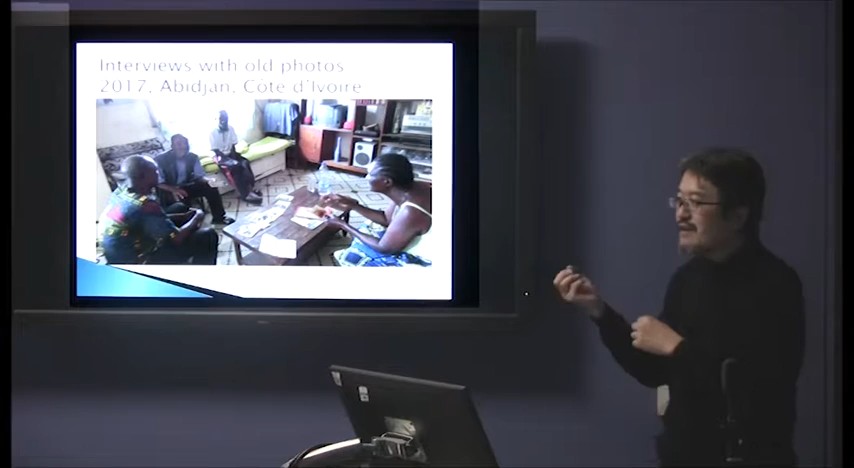 Interviews with old photos
2017, Abidjan, Côte d'Ivoire